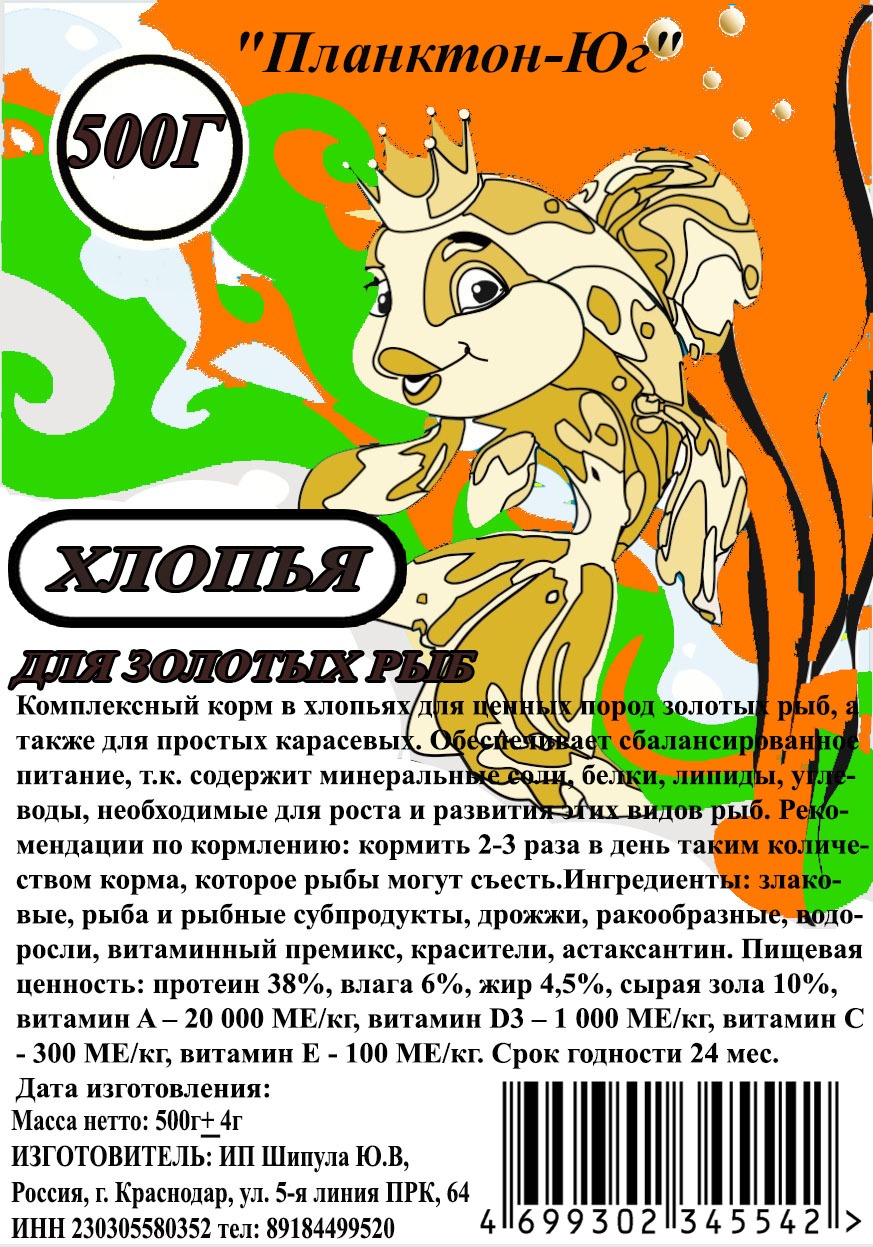 "Планктон-Юг"
500Г
ХЛОПЬЯ
ДЛЯ ЗОЛОТЫХ РЫБ
Комплексный корм в хлопьях для ценных пород золотых рыб, а
также для простых карасевых. Обеспечивает сбалансированное
питание, т.к. содержит минеральные соли, белки, липиды, угле-
воды, необходимые для роста и развития этих видов рыб. Реко-
мендации по кормлению: кормить 2-3 раза в день таким количе-
ством корма, которое рыбы могут съесть.Ингредиенты: злако-
вые, рыба и рыбные субпродукты, дрожжи, ракообразные, водо-
росли, витаминный премикс, красители, астаксантин. Пищевая
ценность: протеин 38%, влага 6%, жир 4,5%, сырая зола 10%,
витамин А – 20 000 МЕ/кг, витамин D3 – 1 000 МЕ/кг, витамин С
- 300 МЕ/кг, витамин Е - 100 МЕ/кг. Срок годности 24 мес.
Дата изготовления:
Масса нетто: 500г± 4г
ИЗГОТОВИТЕЛЬ: ИП Шипула Ю.В,
Россия, г. Краснодар, ул. 5-я линия ПРК, 64
ИНН 230305580352 тел: 89184499520
4 699302 345542 >